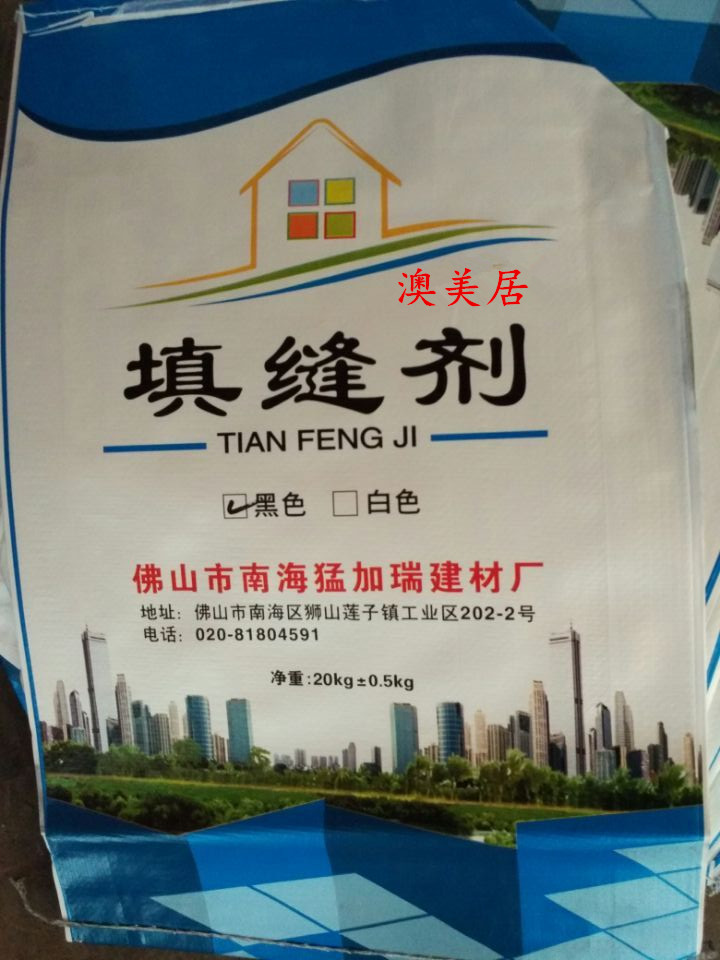 澳美居
填缝剂
TIAN FENG JI
黑色 白色
佛山市南海猛加瑞建材厂
地址：佛山市南海区狮山莲子镇工业区202-2号
电话：020-81804591
净重:20kg±0.5kg